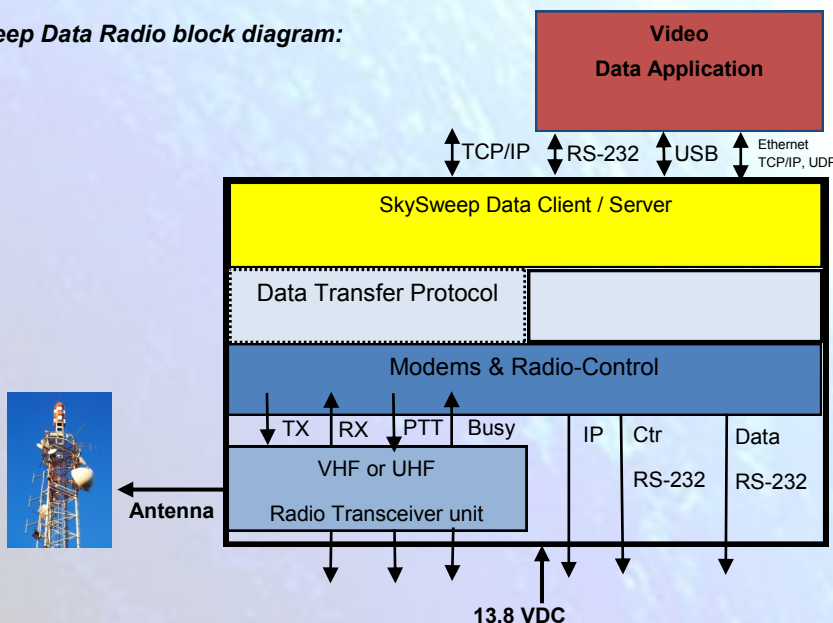 eep Data Radio block diagram:
Video
Data Application
TCP/IP
RS-232
USB
Ethernet
TCP/IP, UDP
SkySweep Data Client / Server
Data Transfer Protocol
Modems & Radio-Control
TX RX PTT Busy IP Ctr Data
RS-232 RS-232
VHF or UHF
Radio Transceiver unit
Antenna
13.8 VDC